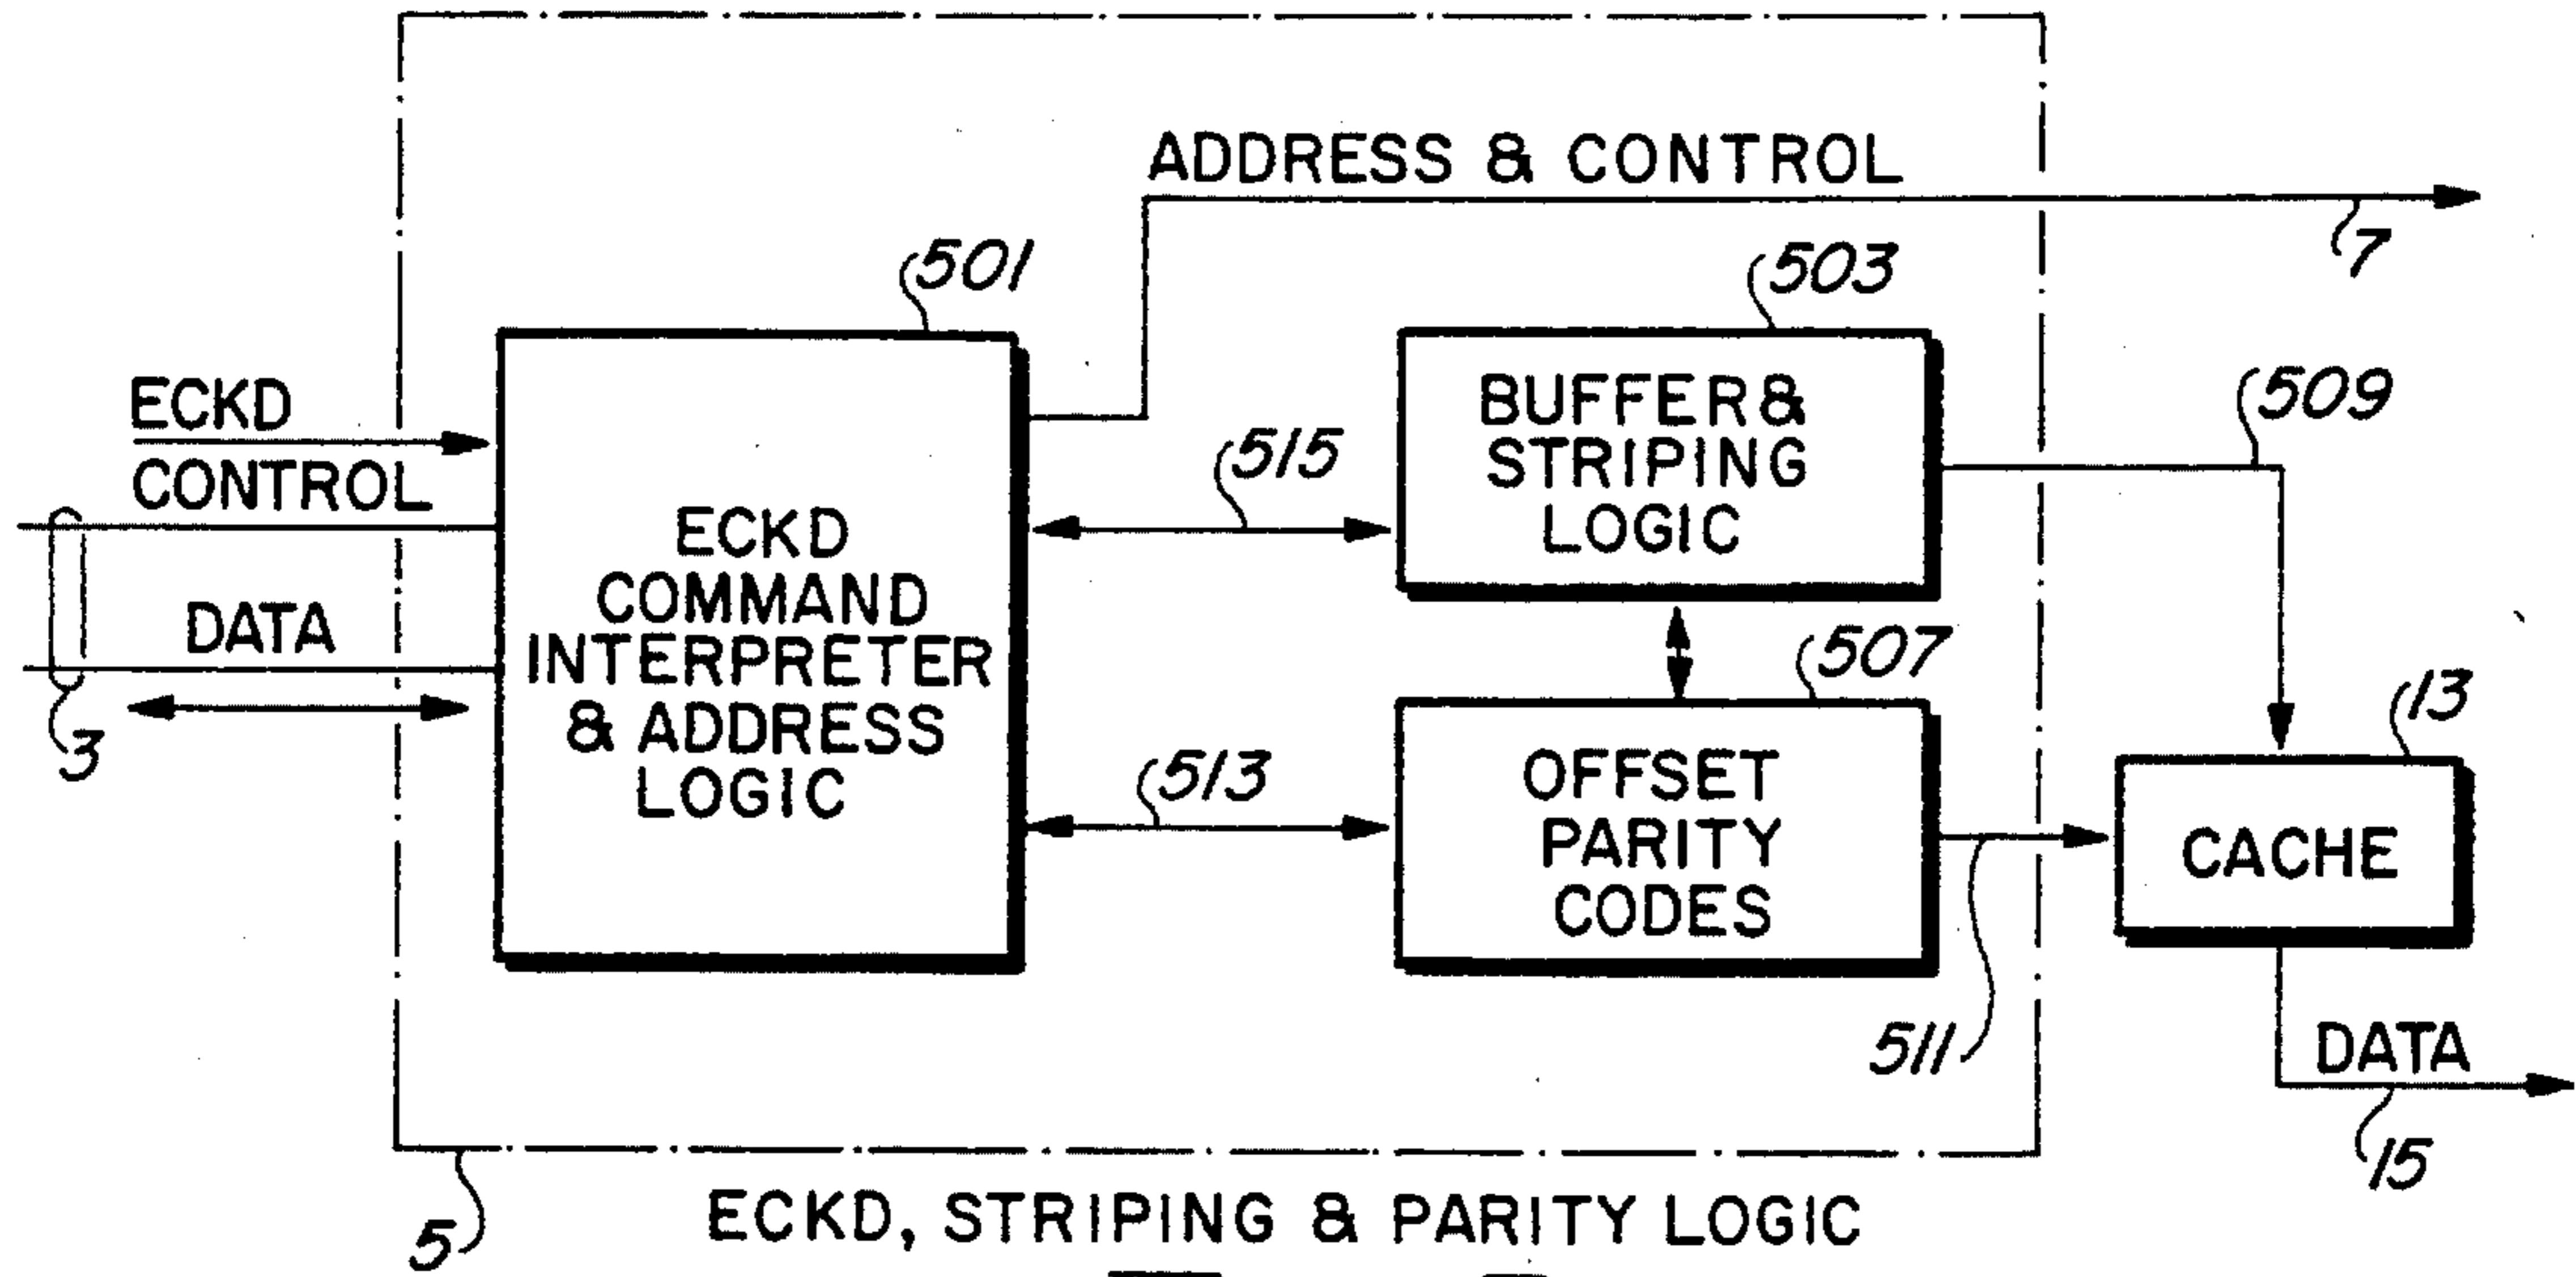 ADDRESS & CONTROL
7
501
503
509
ECKD
CONTROL
515
BUFFER &
STRIPING
LOGIC
ECKD
COMMAND
INTERPRETER
& ADDRESS
LOGIC
DATA
3
507
513
OFFSET
PARITY
CODES
13
CACHE
511
DATA
15
5
ECKD, STRIPING & PARITY LOGIC